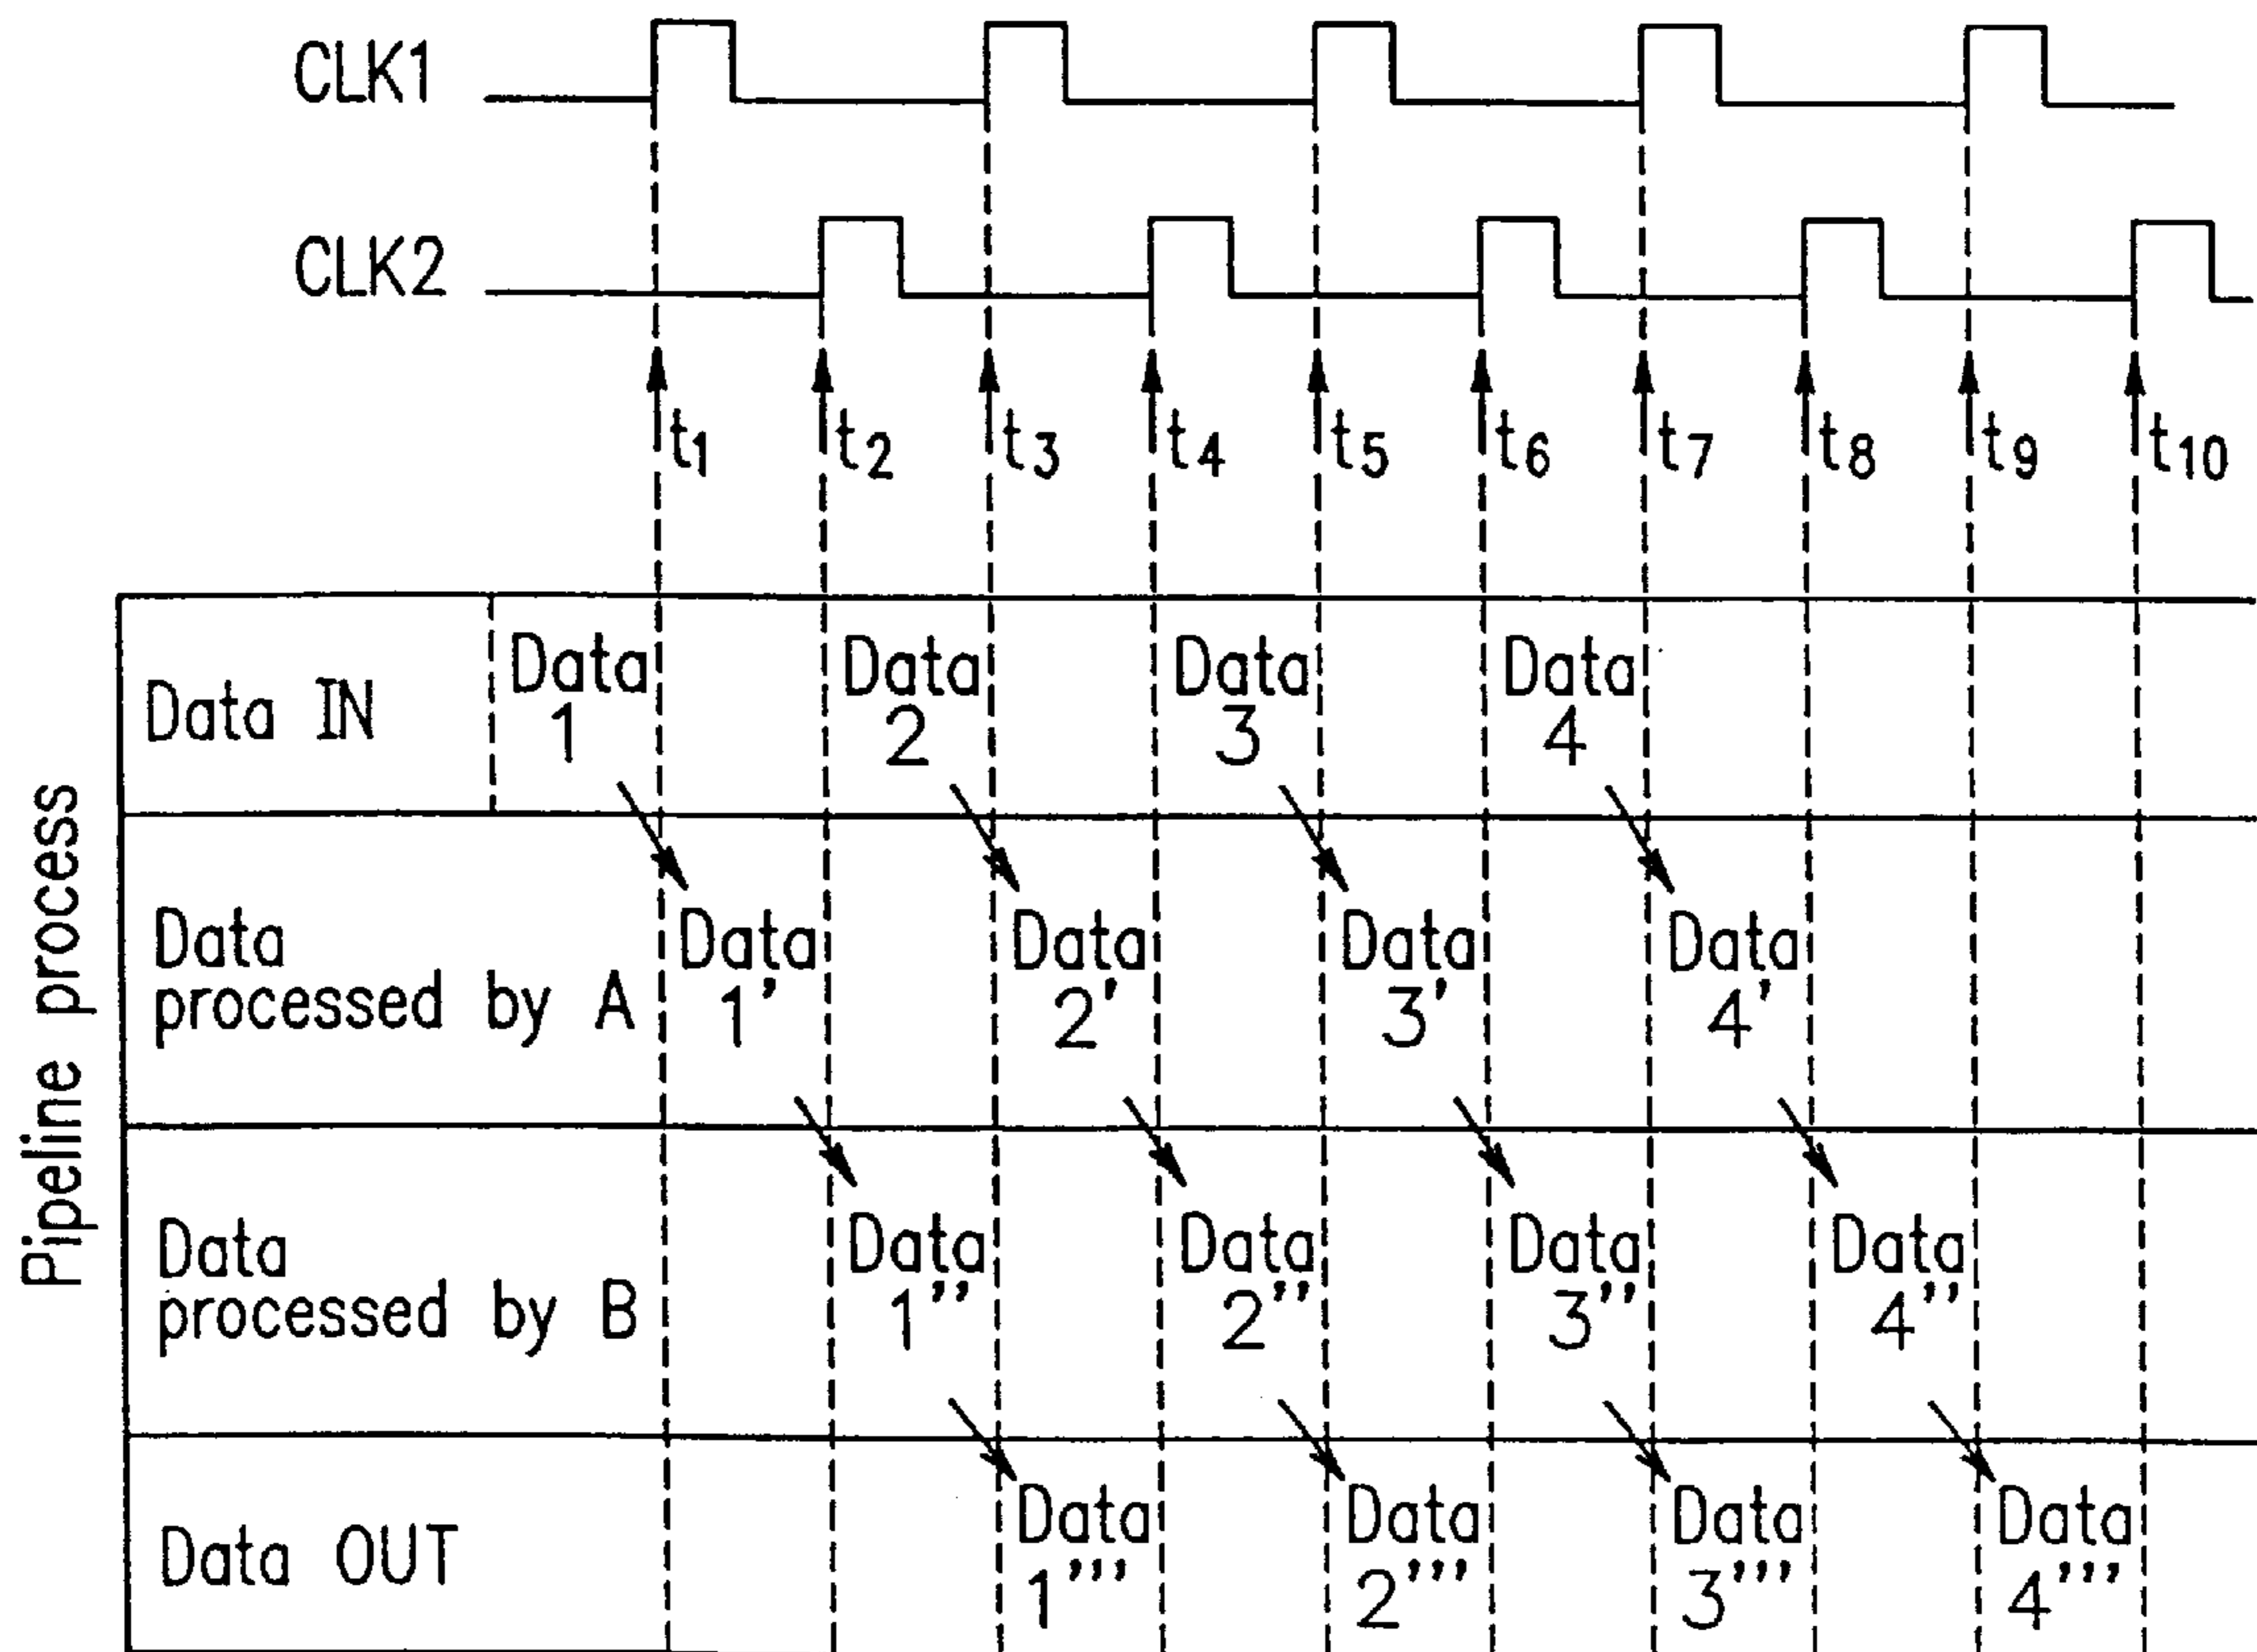 CLK1
CLK2
t1 t2 t3 t4 t5 t6 t7 t8 t9 t10
Pipeline process
Data IN
Data 1
Data 2
Data 3
Data 4
Data
processed by A
Data 1'
Data 2'
Data 3'
Data 4'
Data
processed by B
Data 1''
Data 2''
Data 3''
Data 4''
Data OUT
Data 1'''
Data 2'''
Data 3'''
Data 4'''